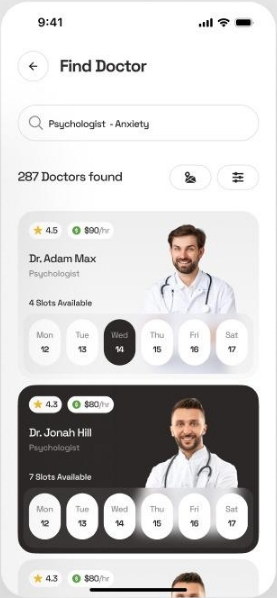 9:41
Find Doctor
Psychologist - Anxiety
287 Doctors found
4.5 $90/hr
Dr. Adam Max
Psychologist
4 Slots Available
Mon Tue Wed Thu Fri Sat
12 13 14 15 16 17
4.3 $80/hr
Dr. Jonah Hill
Psychologist
7 Slots Available
Mon Tue Wed Thu Fri Sat
12 13 14 15 16 17
4.3 $80/hr